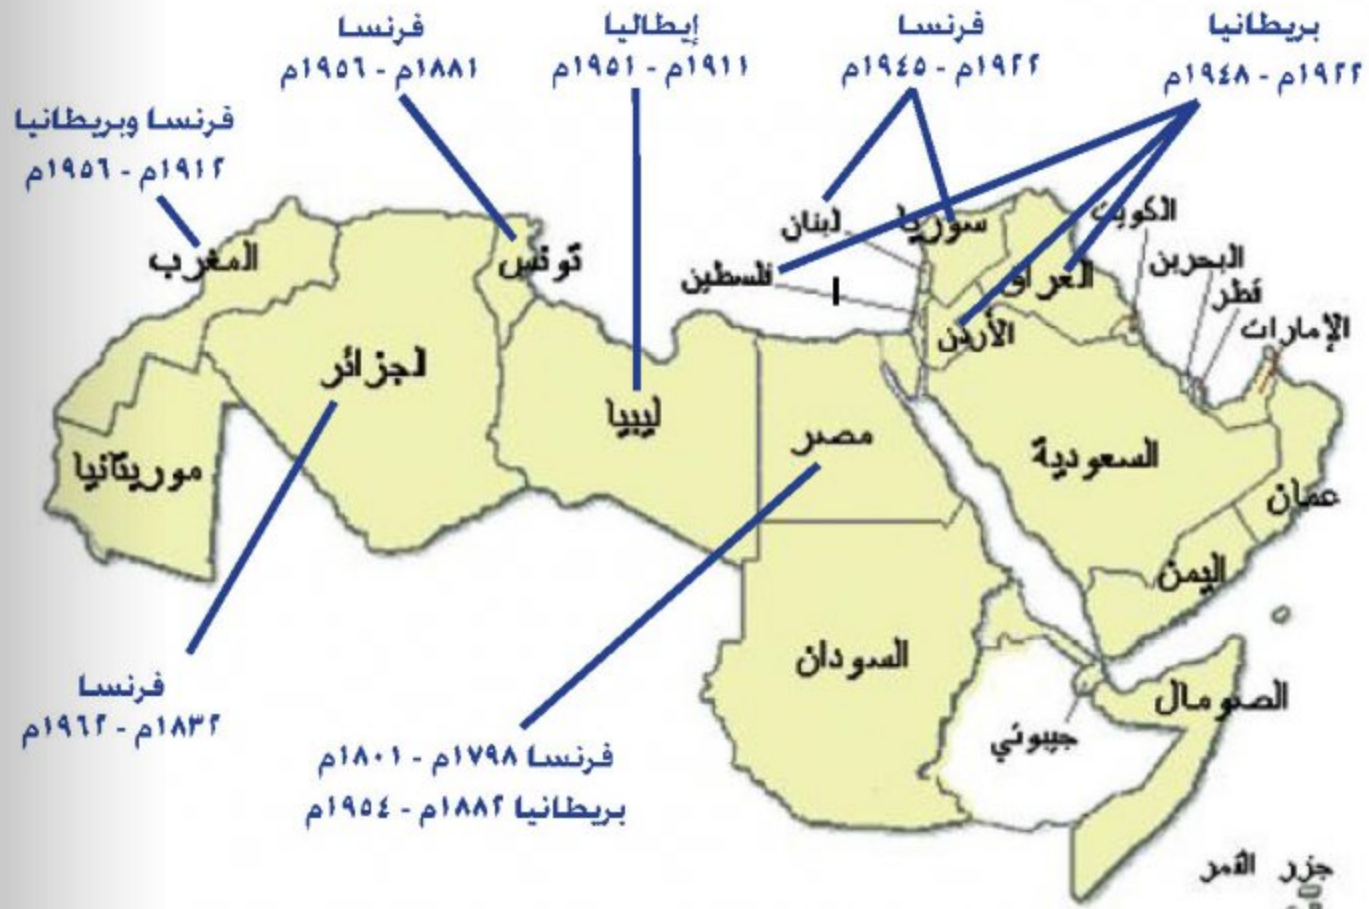 بريطانيا
١٩٢٢م - ١٩٤٨م
فرنسا
١٩٢٢م - ١٩٤٥م
إيطاليا
١٩١١م - ١٩٥١م
فرنسا
١٨٨١م - ١٩٥٦م
فرنسا وبريطانيا
١٩١٢م - ١٩٥٦م
الكويت
سوريا
لبنان
البحرين
العراق
فلسطين
تونس
المغرب
قطر
الإمارات
الأردن
الجزائر
ليبيا
مصر
السعودية
موريتانيا
عمان
اليمن
السودان
الصومال
جيبوتي
فرنسا
١٨٣٢م - ١٩٦٢م
فرنسا ١٧٩٨م - ١٨٠١م
بريطانيا ١٨٨٢م - ١٩٥٤م
جزر القمر